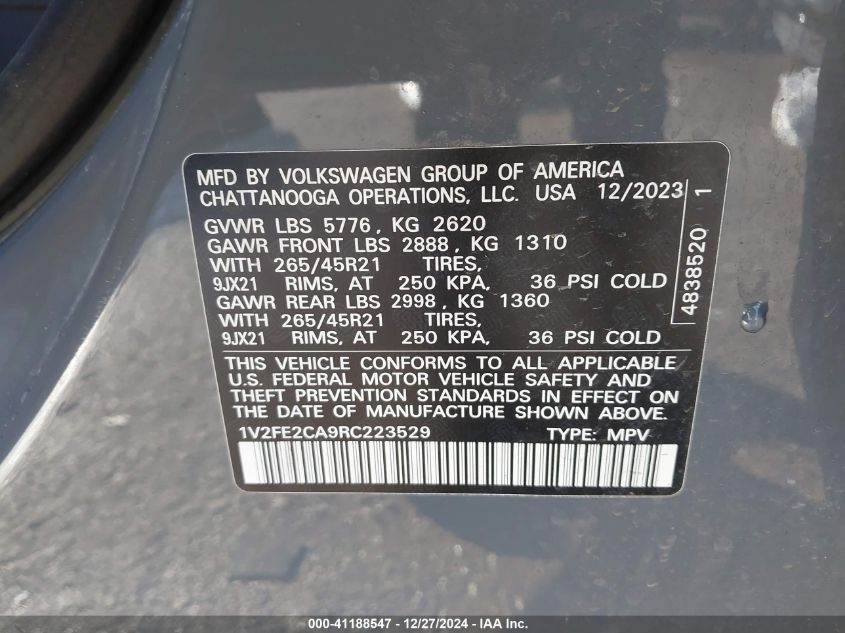 MFD BY VOLKSWAGEN GROUP OF AMERICA
CHATTANOOGA OPERATIONS, LLC. USA 12/2023
GVWR LBS 5776, KG 2620
GAWR FRONT LBS 2888, KG 1310
WITH 265/45R21 TIRES,
9JX21 RIMS, AT 250 KPA, 36 PSI COLD
GAWR REAR LBS 2998, KG 1360
WITH 265/45R21 TIRES,
9JX21 RIMS, AT 250 KPA, 36 PSI COLD
THIS VEHICLE CONFORMS TO ALL APPLICABLE
U.S. FEDERAL MOTOR VEHICLE SAFETY AND
THEFT PREVENTION STANDARDS IN EFFECT ON
THE DATE OF MANUFACTURE SHOWN ABOVE.
1V2FE2CA9RC223529 TYPE: MPV
4838520 1
000-41188547 - 12/27/2024 - IAA Inc.